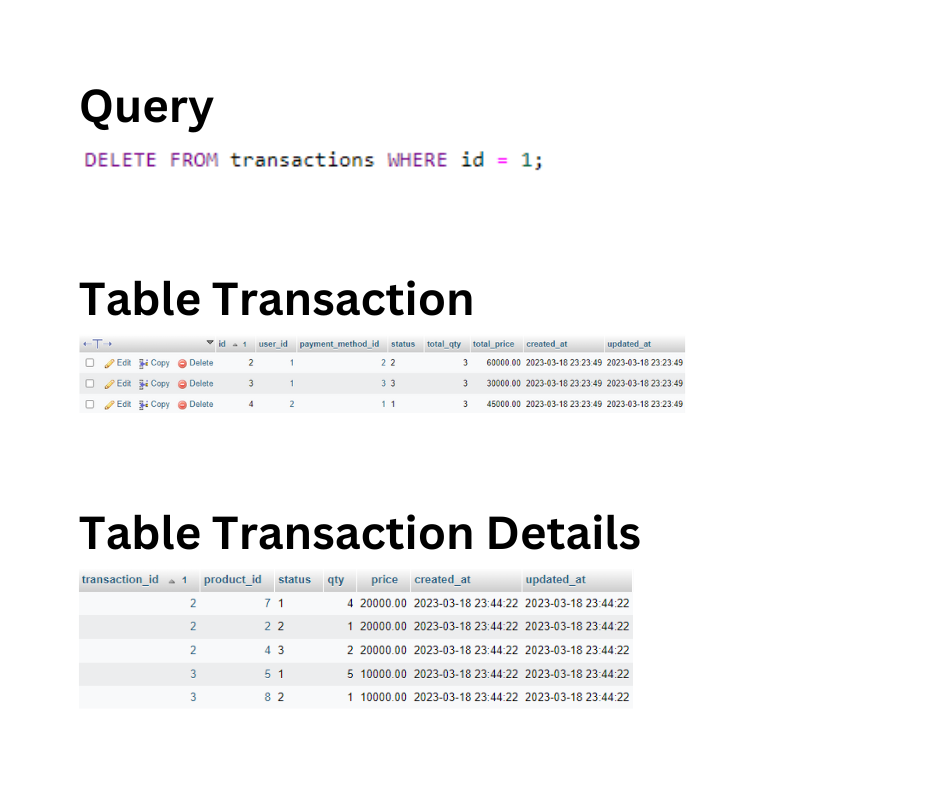 Query
DELETE FROM transactions WHERE id = 1;
Table Transaction
id 1 user_id payment_method_id status total_qty total_price created_at updated_at
Edit Copy Delete 2 1 2 2 3 60000.00 2023-03-18 23:23:49 2023-03-18 23:23:49
Edit Copy Delete 3 1 3 3 3 30000.00 2023-03-18 23:23:49 2023-03-18 23:23:49
Edit Copy Delete 4 2 1 1 3 45000.00 2023-03-18 23:23:49 2023-03-18 23:23:49
Table Transaction Details
transaction_id 1 product_id status qty price created_at updated_at
2 7 1 4 20000.00 2023-03-18 23:44:22 2023-03-18 23:44:22
2 2 2 1 20000.00 2023-03-18 23:44:22 2023-03-18 23:44:22
2 4 3 2 20000.00 2023-03-18 23:44:22 2023-03-18 23:44:22
3 5 1 5 10000.00 2023-03-18 23:44:22 2023-03-18 23:44:22
3 8 2 1 10000.00 2023-03-18 23:44:22 2023-03-18 23:44:22